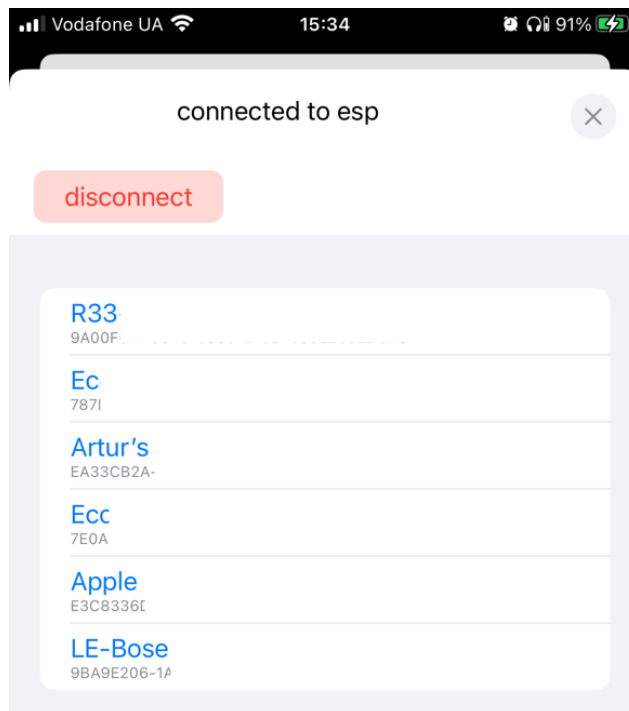 Vodafone UA 15:34 91%
connected to esp
disconnect
R33
9A00F
Ec
787
Artur's
EA33CB2A-
Ecc
7E0A
Apple
E3C8336
LE-Bose
9BA9E206-1A